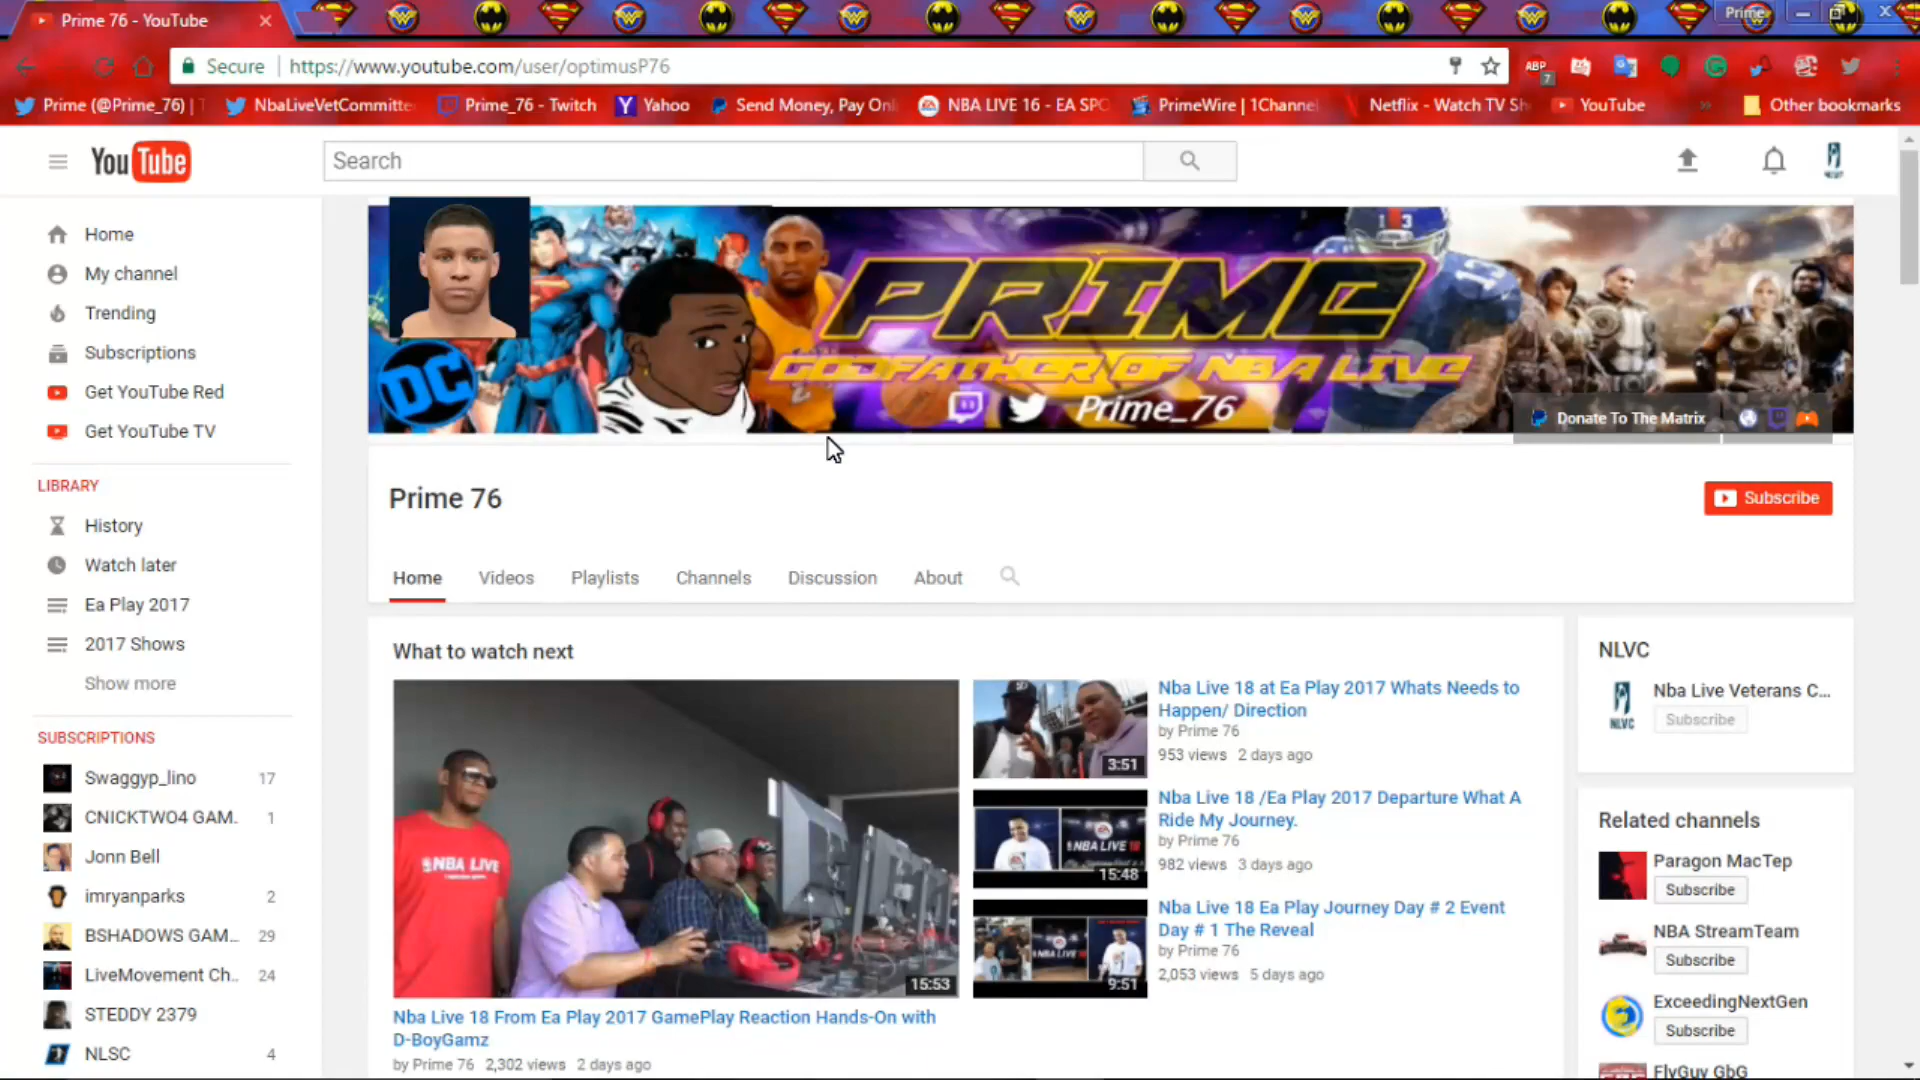 Prime 76 - YouTube
Prime
Secure
https://www.youtube.com/user/optimusP76
ABP
7
Prime (@Prime_76) | T
NbaLiveVetCommitte
Prime_76 - Twitch
Yahoo
Send Money, Pay Onl
NBA LIVE 16 - EA SPO
PrimeWire | 1Channel
Netflix - Watch TV Sh
YouTube
Other bookmarks
YouTube
Search
Home
My channel
Trending
Subscriptions
Get YouTube Red
Get YouTube TV
LIBRARY
History
Watch later
Ea Play 2017
2017 Shows
Show more
SUBSCRIPTIONS
Swaggyp_lino 17
CNICKTWO4 GAM. 1
Jonn Bell
imryanparks 2
BSHADOWS GAM... 29
LiveMovement Ch.. 24
STEDDY 2379
NLSC 4
DC
PRIME
GODFATHER OF NBA LIVE
Prime_76
13
Donate To The Matrix
Prime 76
Subscribe
Home Videos Playlists Channels Discussion About
What to watch next
NBA LIVE
15:53
Nba Live 18 From Ea Play 2017 GamePlay Reaction Hands-On with
D-BoyGamz
by Prime 76 2,302 views 2 days ago
3:51
Nba Live 18 at Ea Play 2017 Whats Needs to
Happen/ Direction
by Prime 76
953 views 2 days ago
NBA LIVE
15:48
Nba Live 18 /Ea Play 2017 Departure What A
Ride My Journey.
by Prime 76
982 views 3 days ago
NBA LIVE
9:51
Nba Live 18 Ea Play Journey Day # 2 Event
Day # 1 The Reveal
by Prime 76
2,053 views 5 days ago
NLVC
NLVC
Nba Live Veterans C...
Subscribe
Related channels
Paragon MacTep
Subscribe
NBA StreamTeam
Subscribe
ExceedingNextGen
Subscribe
FlyGuy GbG